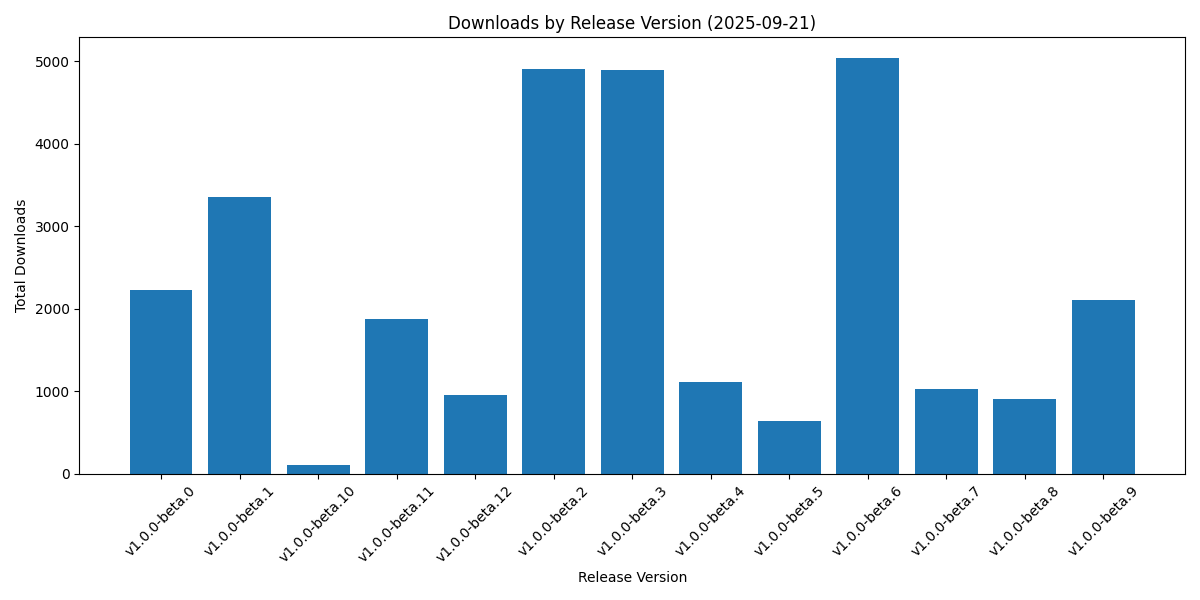 Downloads by Release Version (2025-09-21)
Total Downloads
5000
4000
3000
2000
1000
0
v1.0.0-beta.0
v1.0.0-beta.1
v1.0.0-beta.10
v1.0.0-beta.11
v1.0.0-beta.12
v1.0.0-beta.2
v1.0.0-beta.3
v1.0.0-beta.4
v1.0.0-beta.5
v1.0.0-beta.6
v1.0.0-beta.7
v1.0.0-beta.8
v1.0.0-beta.9
Release Version